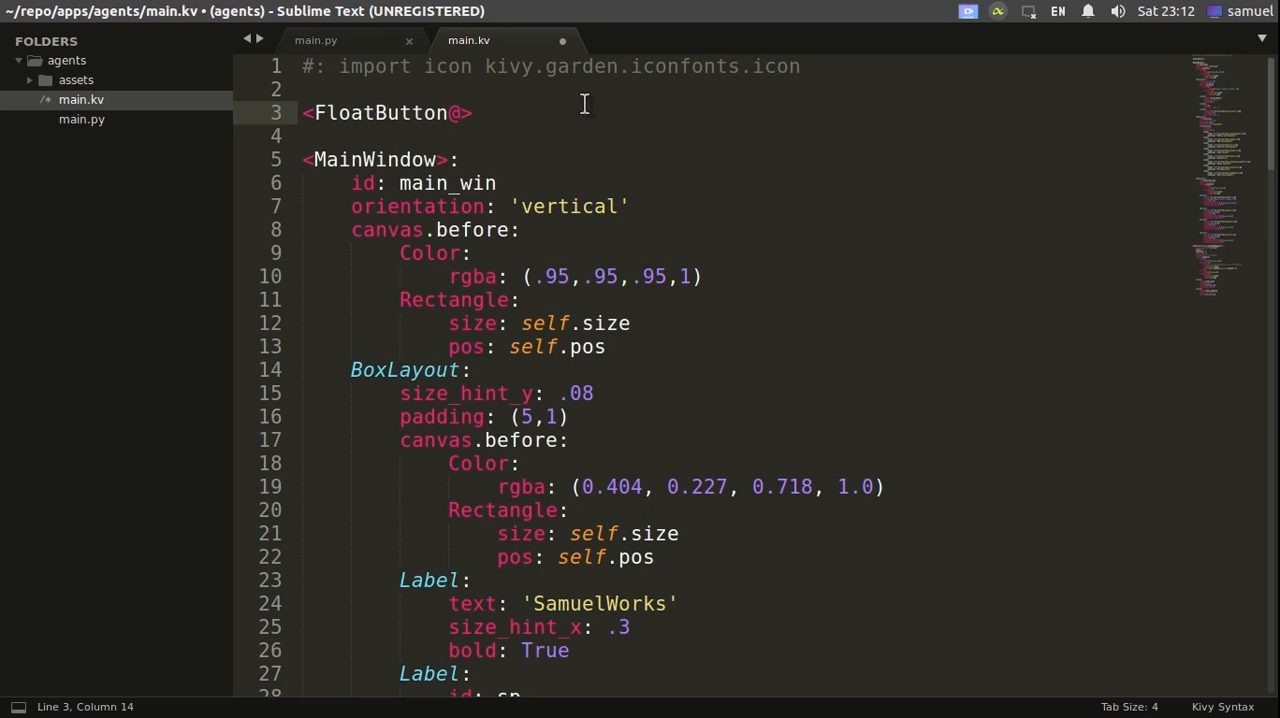 ~/repo/apps/agents/main.kv • (agents) - Sublime Text (UNREGISTERED)
EN
Sat 23:12
samuel
FOLDERS
agents
assets
/* main.kv
main.py
main.py ×
main.kv
1 #: import icon kivy.garden.iconfonts.icon
2
3 <FloatButton@>
4
5 <MainWindow>:
6 id: main_win
7 orientation: 'vertical'
8 canvas.before:
9 Color:
10 rgba: (.95,.95,.95,1)
11 Rectangle:
12 size: self.size
13 pos: self.pos
14 BoxLayout:
15 size_hint_y: .08
16 padding: (5,1)
17 canvas.before:
18 Color:
19 rgba: (0.404, 0.227, 0.718, 1.0)
20 Rectangle:
21 size: self.size
22 pos: self.pos
23 Label:
24 text: 'SamuelWorks'
25 size_hint_x: .3
26 bold: True
27 Label:
28 id: sp
Line 3, Column 14
Tab Size: 4
Kivy Syntax